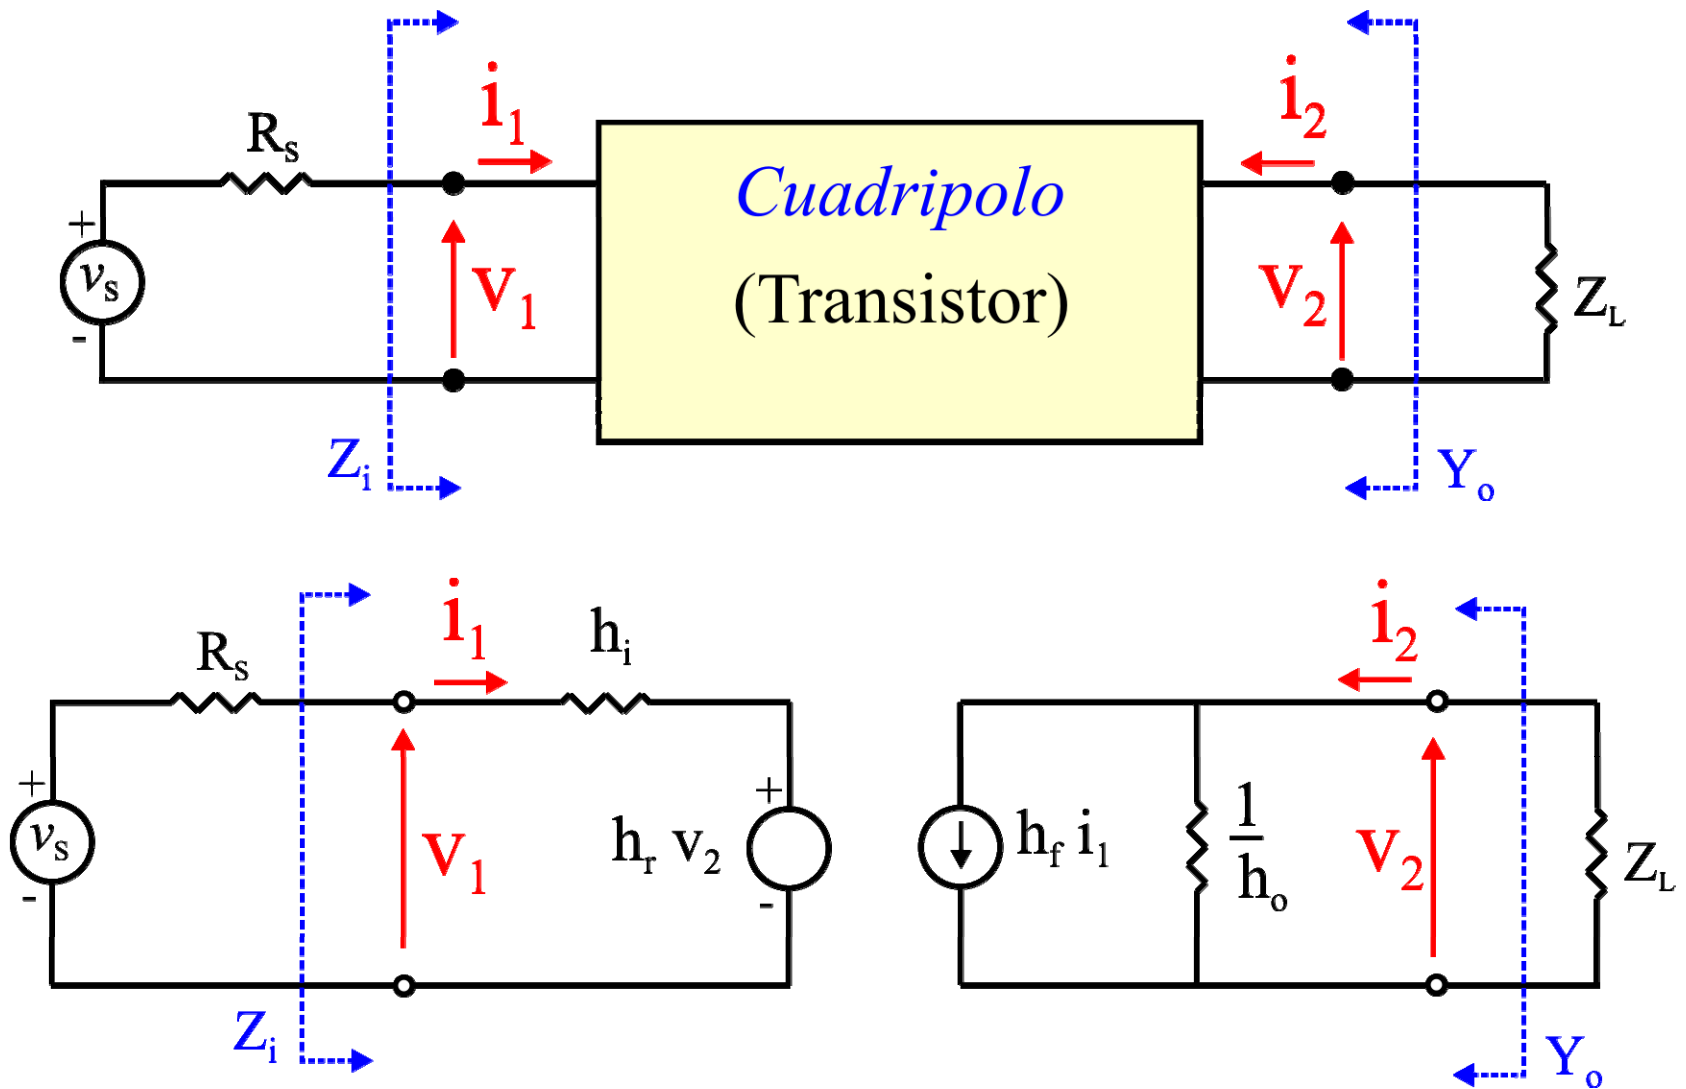 i1
i2
Rs
Cuadripolo
+
vs
-
v1
(Transistor)
v2
ZL
Zi
Yo
i1
hi
i2
Rs
+
vs
-
v1
+
hr v2
-
hf i1
1
ho
v2
ZL
Zi
Yo